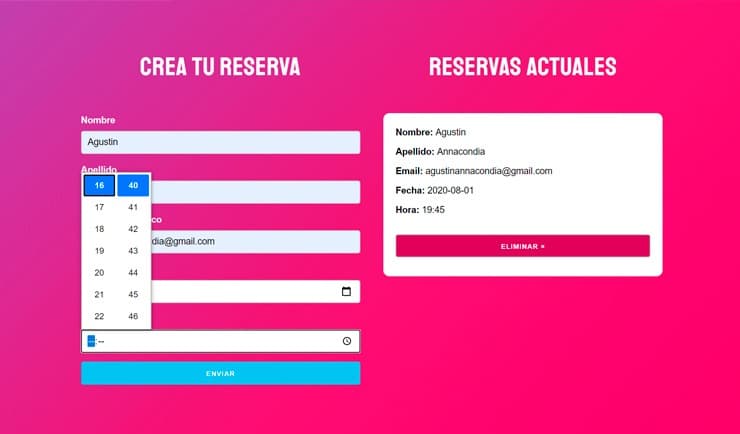 CREA TU RESERVA
Nombre
Agustin
Apellido
16 40
17 41
18 42
19 43
20 44
21 45
22 46
co
dia@gmail.com
--:--
ENVIAR
RESERVAS ACTUALES
Nombre: Agustin
Apellido: Annacondia
Email: agustinannacondia@gmail.com
Fecha: 2020-08-01
Hora: 19:45
ELIMINAR ×